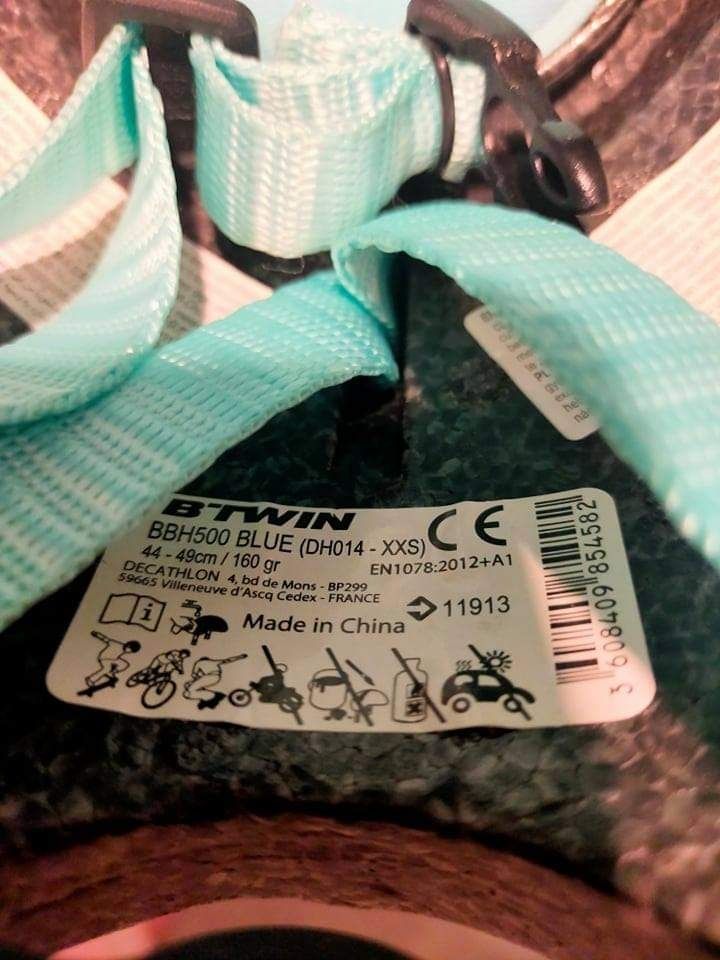 B'TWIN
BBH500 BLUE (DH014 - XXS)
44 - 49cm / 160 gr
CE
EN1078:2012+A1
DECATHLON 4, bd de Mons - BP299
59665 Villeneuve d'Ascq Cedex - FRANCE
11913
Made in China
3 608409 854582